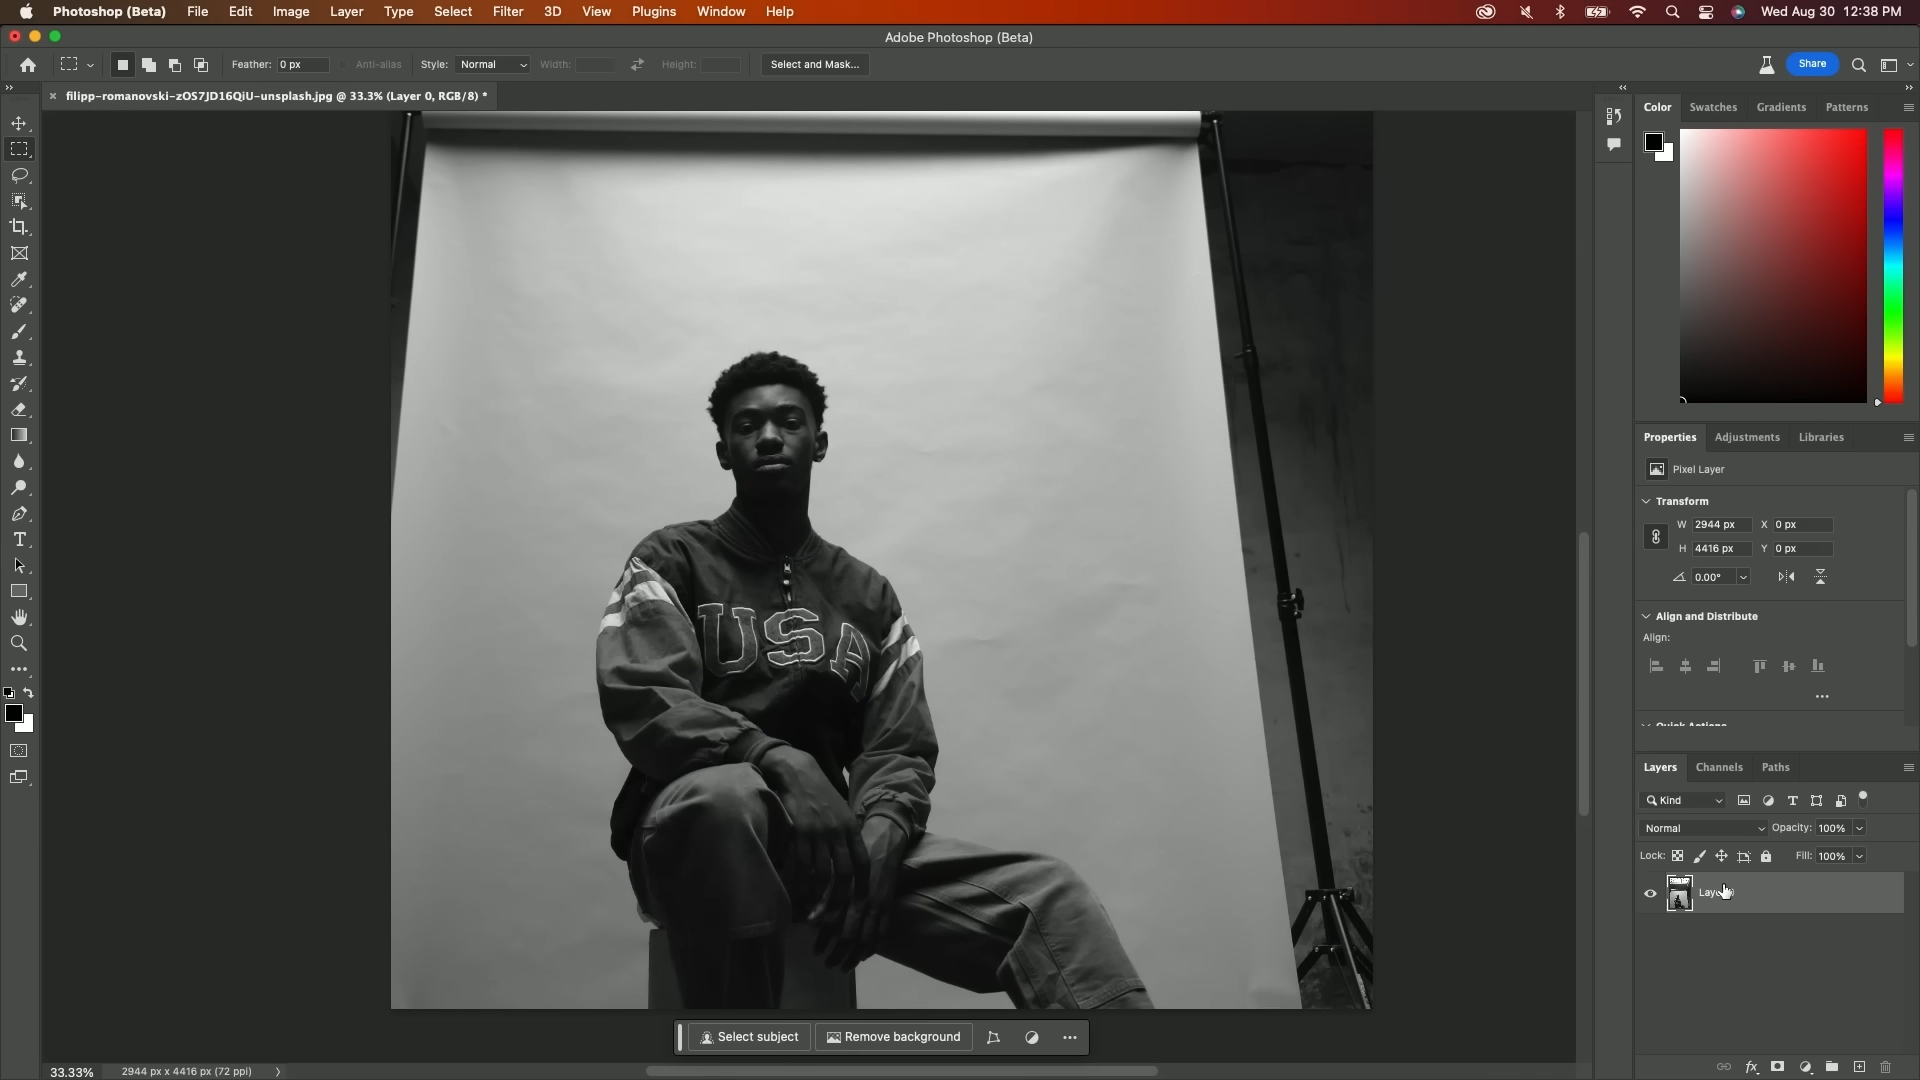 Photoshop (Beta) File Edit Image Layer Type Select Filter 3D View Plugins Window Help Wed Aug 30 12:38 PM
Adobe Photoshop (Beta)
Feather: 0 px Anti-alias Style: Normal Width: Height: Select and Mask... Share
× filipp-romanovski-zOS7JD16QiU-unsplash.jpg @ 33.3% (Layer 0, RGB/8) *
Color Swatches Gradients Patterns
Properties Adjustments Libraries
Pixel Layer
Transform
W 2944 px X 0 px
H 4416 px Y 0 px
0.00°
Align and Distribute
Align:
Quick Actions
USA
Layers Channels Paths
Kind
Normal Opacity: 100%
Lock: Fill: 100%
Select subject Remove background
33.33% 2944 px x 4416 px (72 ppi)